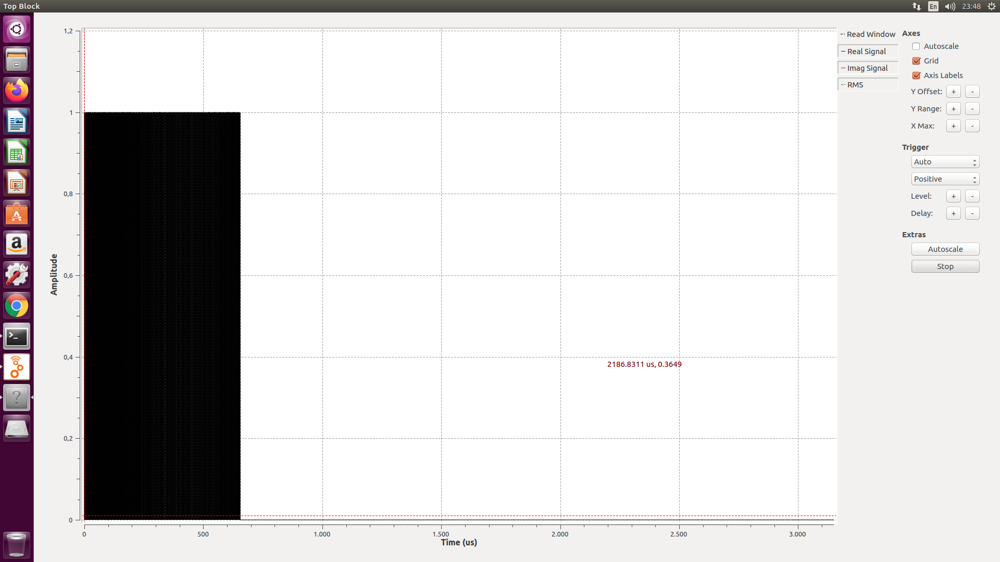 Top Block
En
23:48
1,2
1
0,8
0,6
0,4
0,2
0
Amplitude
2186.8311 us, 0.3649
0
500
1.000
1.500
2.000
2.500
3.000
Time (us)
Read Window
Real Signal
Imag Signal
RMS
Axes
Autoscale
Grid
Axis Labels
Y Offset: + -
Y Range: + -
X Max: + -
Trigger
Auto
Positive
Level: + -
Delay: + -
Extras
Autoscale
Stop